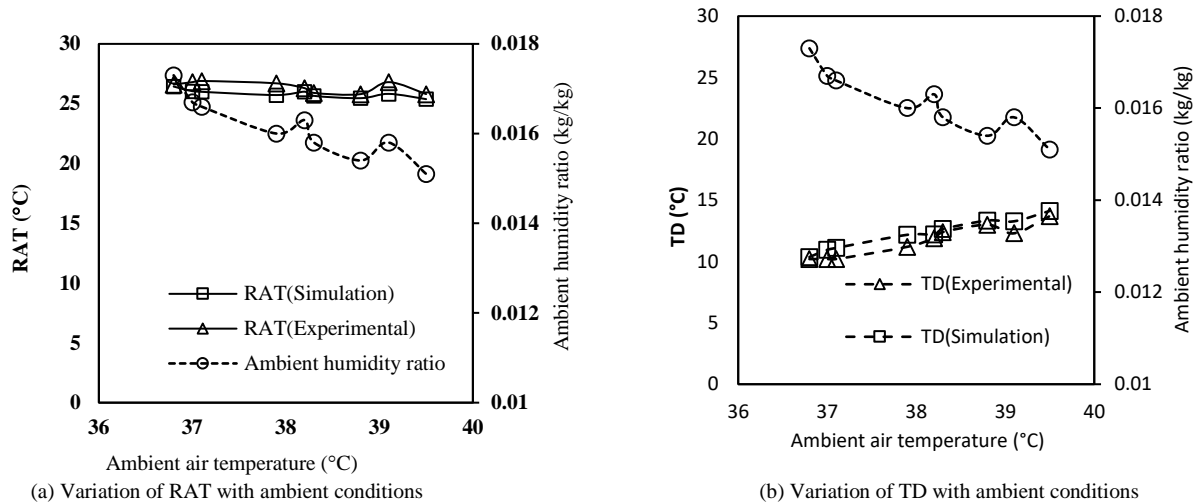 30
25
20
15
10
5
0
RAT (°C)
0.018
0.016
0.014
0.012
0.01
Ambient humidity ratio (kg/kg)
RAT(Simulation)
RAT(Experimental)
Ambient humidity ratio
36 37 38 39 40
Ambient air temperature (°C)
(a) Variation of RAT with ambient conditions
30
25
20
15
10
5
0
TD (°C)
0.018
0.016
0.014
0.012
0.01
Ambient humidity ratio (kg/kg)
TD(Experimental)
TD(Simulation)
36 37 38 39 40
Ambient air temperature (°C)
(b) Variation of TD with ambient conditions